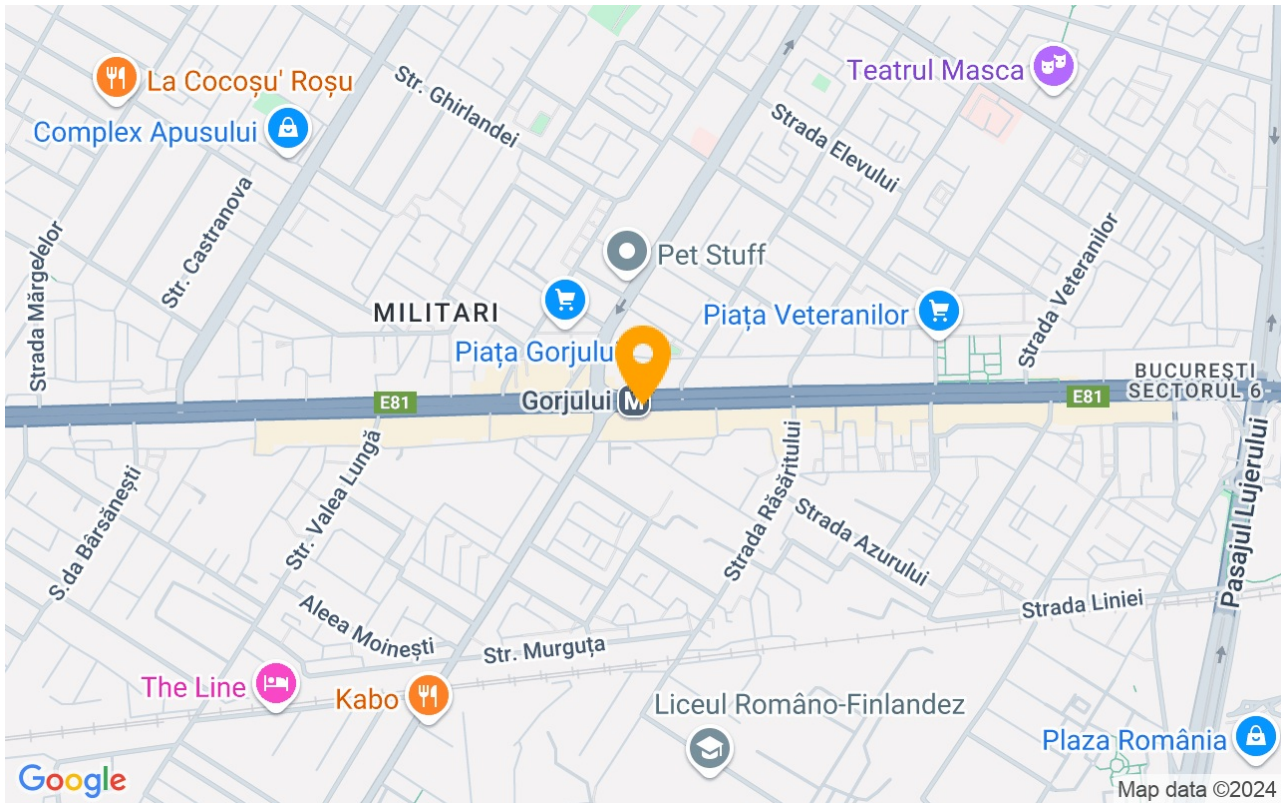 Teatrul Masca
La Cocoșu' Roșu
Str. Ghirlandei
Complex Apusului
Strada Elevului
Str. Castranova
Strada Mărgelelor
Strada Veteranilor
Pet Stuff
MILITARI
Piața Veteranilor
Piața Gorjului
BUCUREȘTI
SECTORUL 6
E81
Gorjului
M
E81
Str. Valea Lungă
Strada Răsăritului
S.da Bârsănești
Pasajul Lujerului
Strada Azurului
Aleea Moinești
Strada Liniei
Str. Murguța
The Line
Kabo
Liceul Româno-Finlandez
Plaza România
Google
Map data ©2024